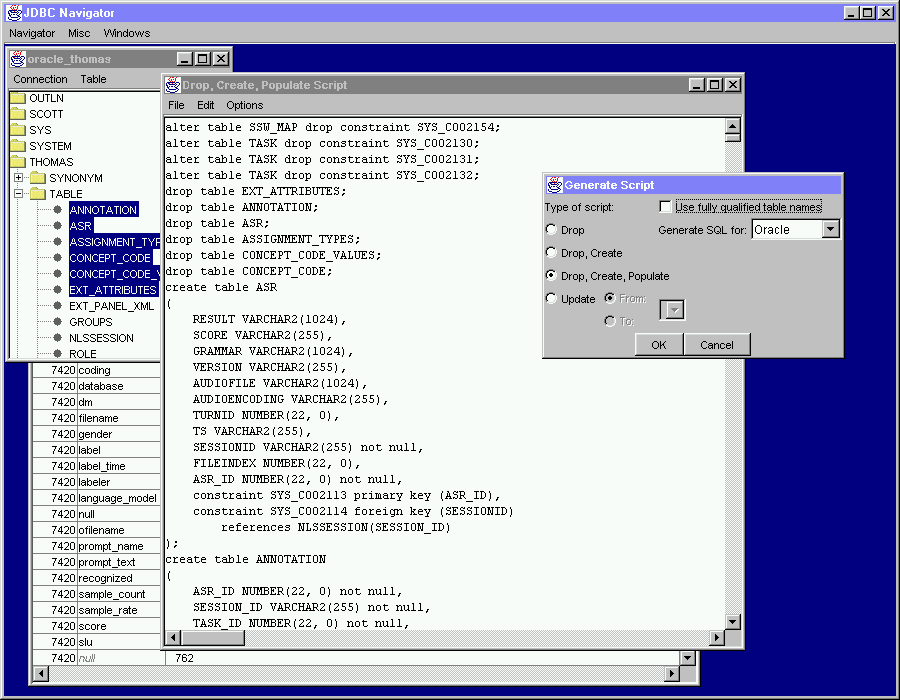 JDBC Navigator
Navigator Misc Windows
oracle_thomas
Connection Table
OUTLN
SCOTT
SYS
SYSTEM
THOMAS
SYNONYM
TABLE
ANNOTATION
ASR
ASSIGNMENT_TYP
CONCEPT_CODE
CONCEPT_CODE_V
EXT_ATTRIBUTES
EXT_PANEL_XML
GROUPS
NLSSESSION
ROLE
7420 coding
7420 database
7420 dm
7420 filename
7420 gender
7420 label
7420 label_time
7420 labeler
7420 language_model
7420 null
7420 ofilename
7420 prompt_name
7420 prompt_text
7420 recognized
7420 sample_count
7420 sample_rate
7420 score
7420 slu
7420 null 762
Drop, Create, Populate Script
File Edit Options
alter table SSW_MAP drop constraint SYS_C002154;
alter table TASK drop constraint SYS_C002130;
alter table TASK drop constraint SYS_C002131;
alter table TASK drop constraint SYS_C002132;
drop table EXT_ATTRIBUTES;
drop table ANNOTATION;
drop table ASR;
drop table ASSIGNMENT_TYPES;
drop table CONCEPT_CODE_VALUES;
drop table CONCEPT_CODE;
create table ASR
(
RESULT VARCHAR2(1024),
SCORE VARCHAR2(255),
GRAMMAR VARCHAR2(1024),
VERSION VARCHAR2(255),
AUDIOFILE VARCHAR2(1024),
AUDIOENCODING VARCHAR2(255),
TURNID NUMBER(22, 0),
TS VARCHAR2(255),
SESSIONID VARCHAR2(255) not null,
FILEINDEX NUMBER(22, 0),
ASR_ID NUMBER(22, 0) not null,
constraint SYS_C002113 primary key (ASR_ID),
constraint SYS_C002114 foreign key (SESSIONID)
references NLSSESSION(SESSION_ID)
);
create table ANNOTATION
(
ASR_ID NUMBER(22, 0) not null,
SESSION_ID VARCHAR2(255) not null,
TASK_ID NUMBER(22, 0) not null,
Generate Script
Type of script: Use fully qualified table names
Drop Generate SQL for: Oracle
Drop, Create
Drop, Create, Populate
Update From:
To:
OK Cancel